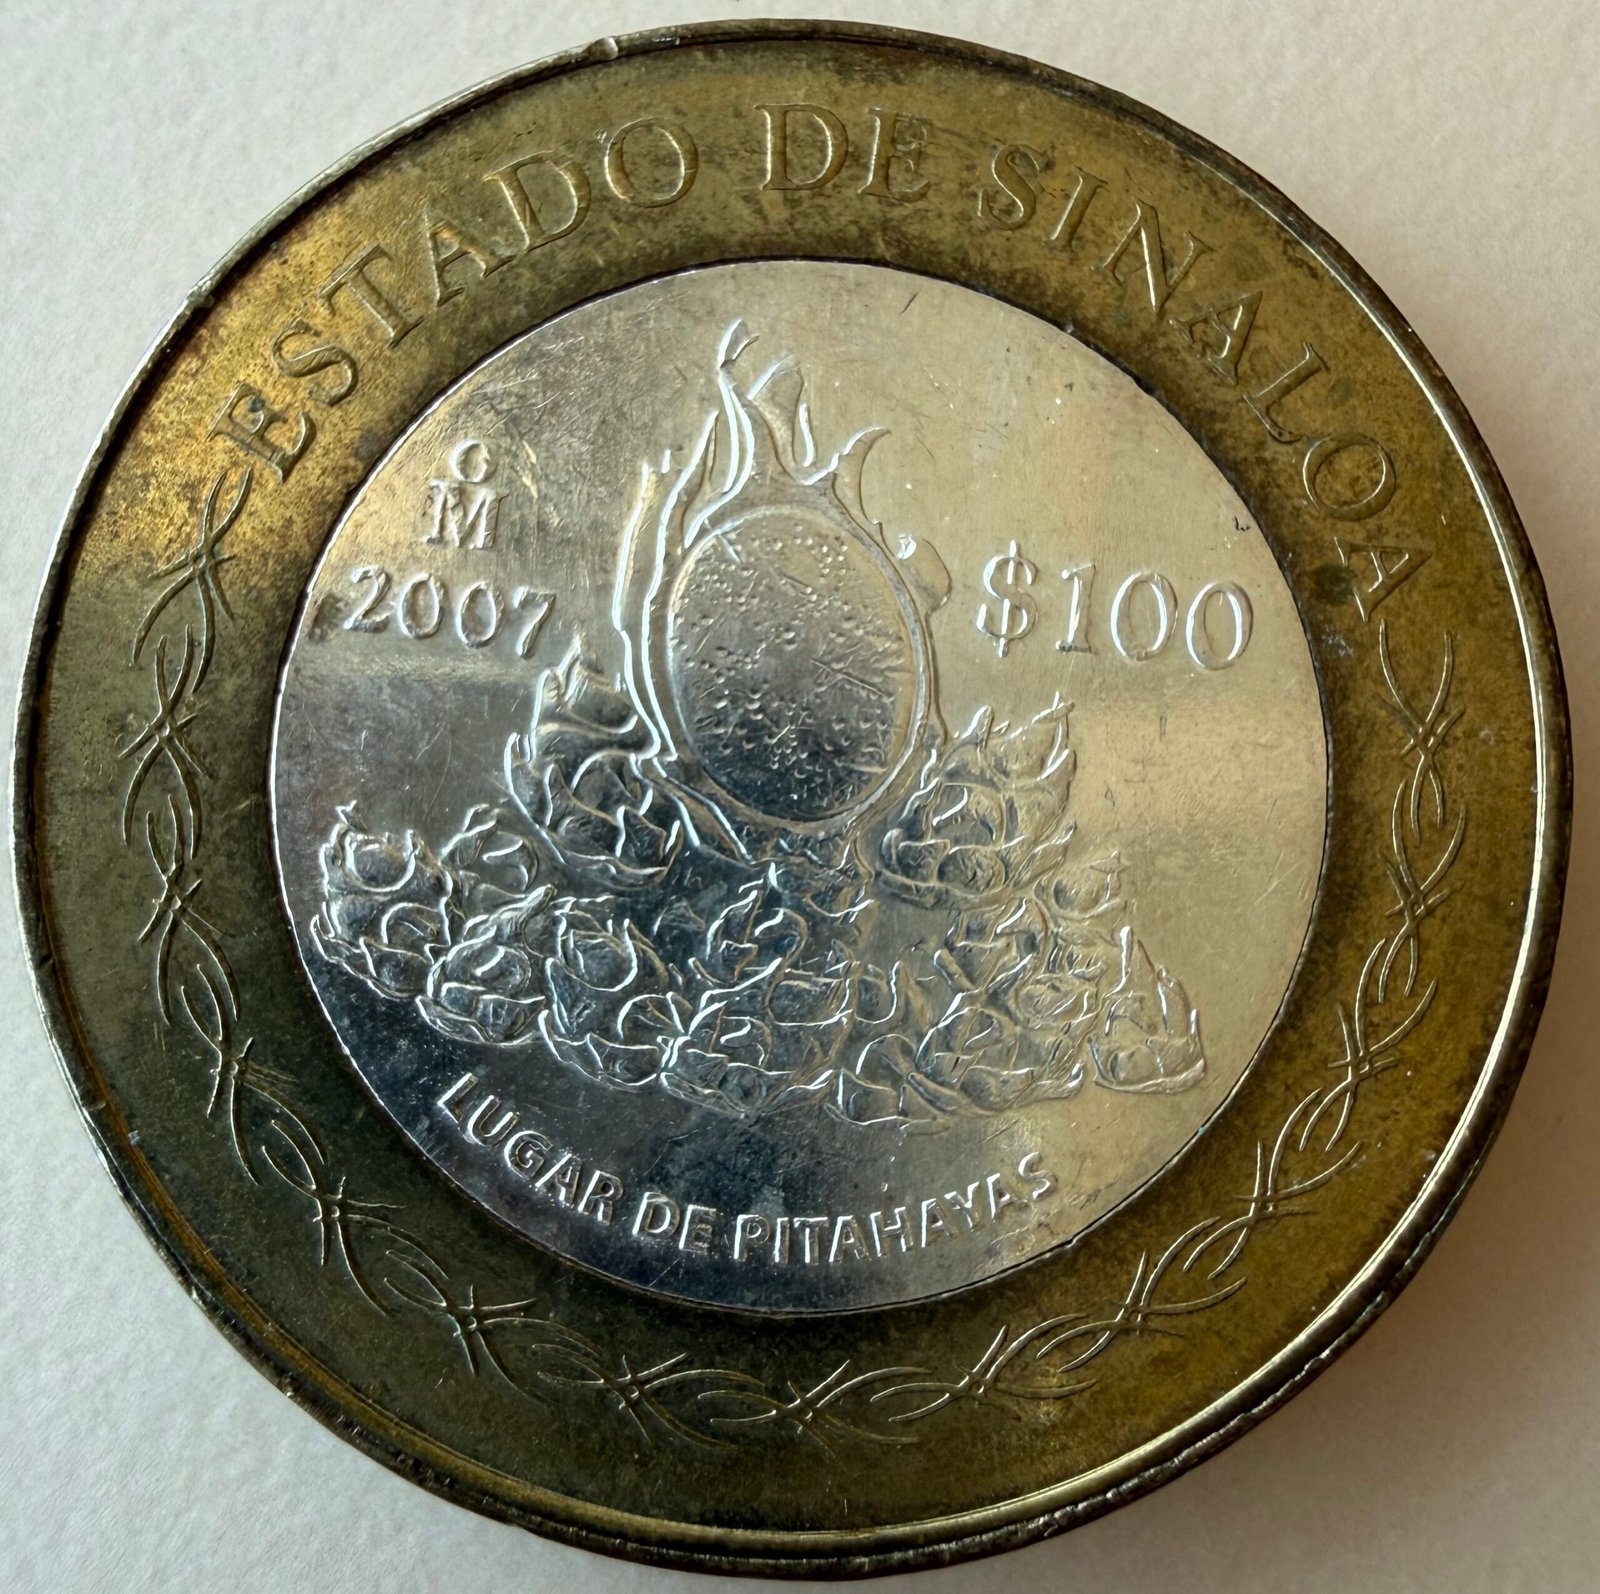 ESTADO DE SINALOA
o
M
2007
$100
LUGAR DE PITAHAYAS